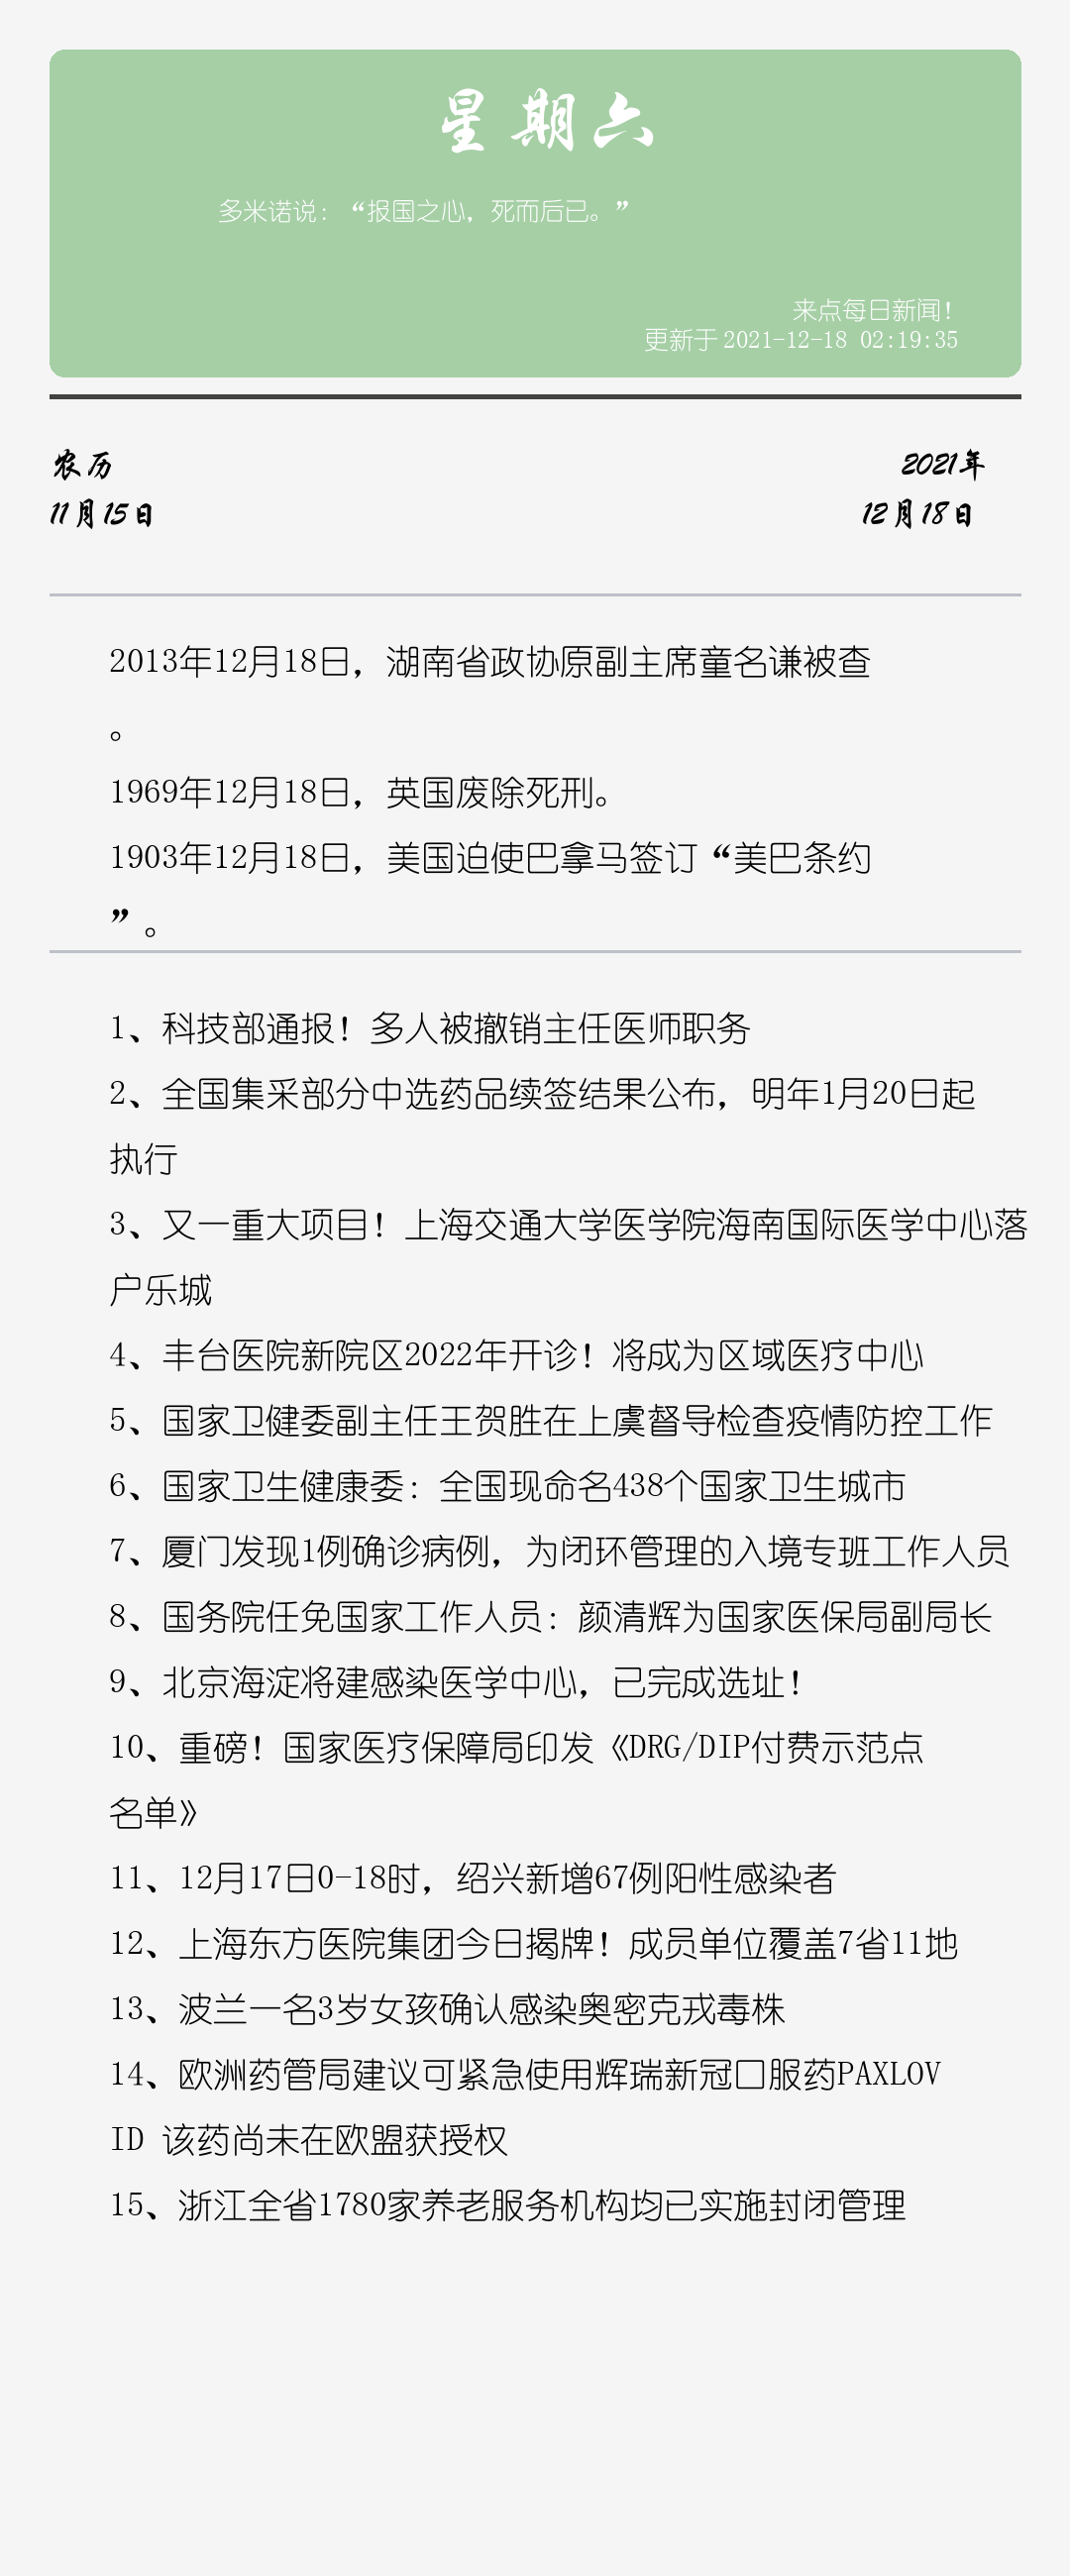 星期六
多米诺说：“报国之心，死而后已。”
来点每日新闻！
更新于 2021-12-18 02:19:35
农历
2021年
11月15日
12月18日
2013年12月18日，湖南省政协原副主席童名谦被查
。
1969年12月18日，英国废除死刑。
1903年12月18日，美国迫使巴拿马签订“美巴条约
”。
1、科技部通报！多人被撤销主任医师职务
2、全国集采部分中选药品续签结果公布，明年1月20日起
执行
3、又一重大项目！上海交通大学医学院海南国际医学中心落
户乐城
4、丰台医院新院区2022年开诊！将成为区域医疗中心
5、国家卫健委副主任王贺胜在上虞督导检查疫情防控工作
6、国家卫生健康委：全国现命名438个国家卫生城市
7、厦门发现1例确诊病例，为闭环管理的入境专班工作人员
8、国务院任免国家工作人员：颜清辉为国家医保局副局长
9、北京海淀将建感染医学中心，已完成选址！
10、重磅！国家医疗保障局印发《DRG/DIP付费示范点
名单》
11、12月17日0-18时，绍兴新增67例阳性感染者
12、上海东方医院集团今日揭牌！成员单位覆盖7省11地
13、波兰一名3岁女孩确认感染奥密克戎毒株
14、欧洲药管局建议可紧急使用辉瑞新冠口服药PAXLOV
ID 该药尚未在欧盟获授权
15、浙江全省1780家养老服务机构均已实施封闭管理